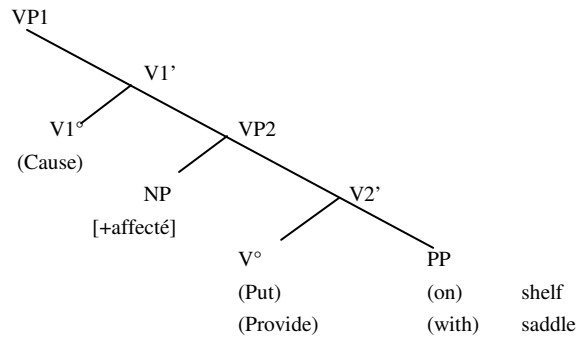 VP1
V1’
V1°
VP2
(Cause)
NP
V2’
[+affecté]
V° PP
(Put) (on) shelf
(Provide) (with) saddle